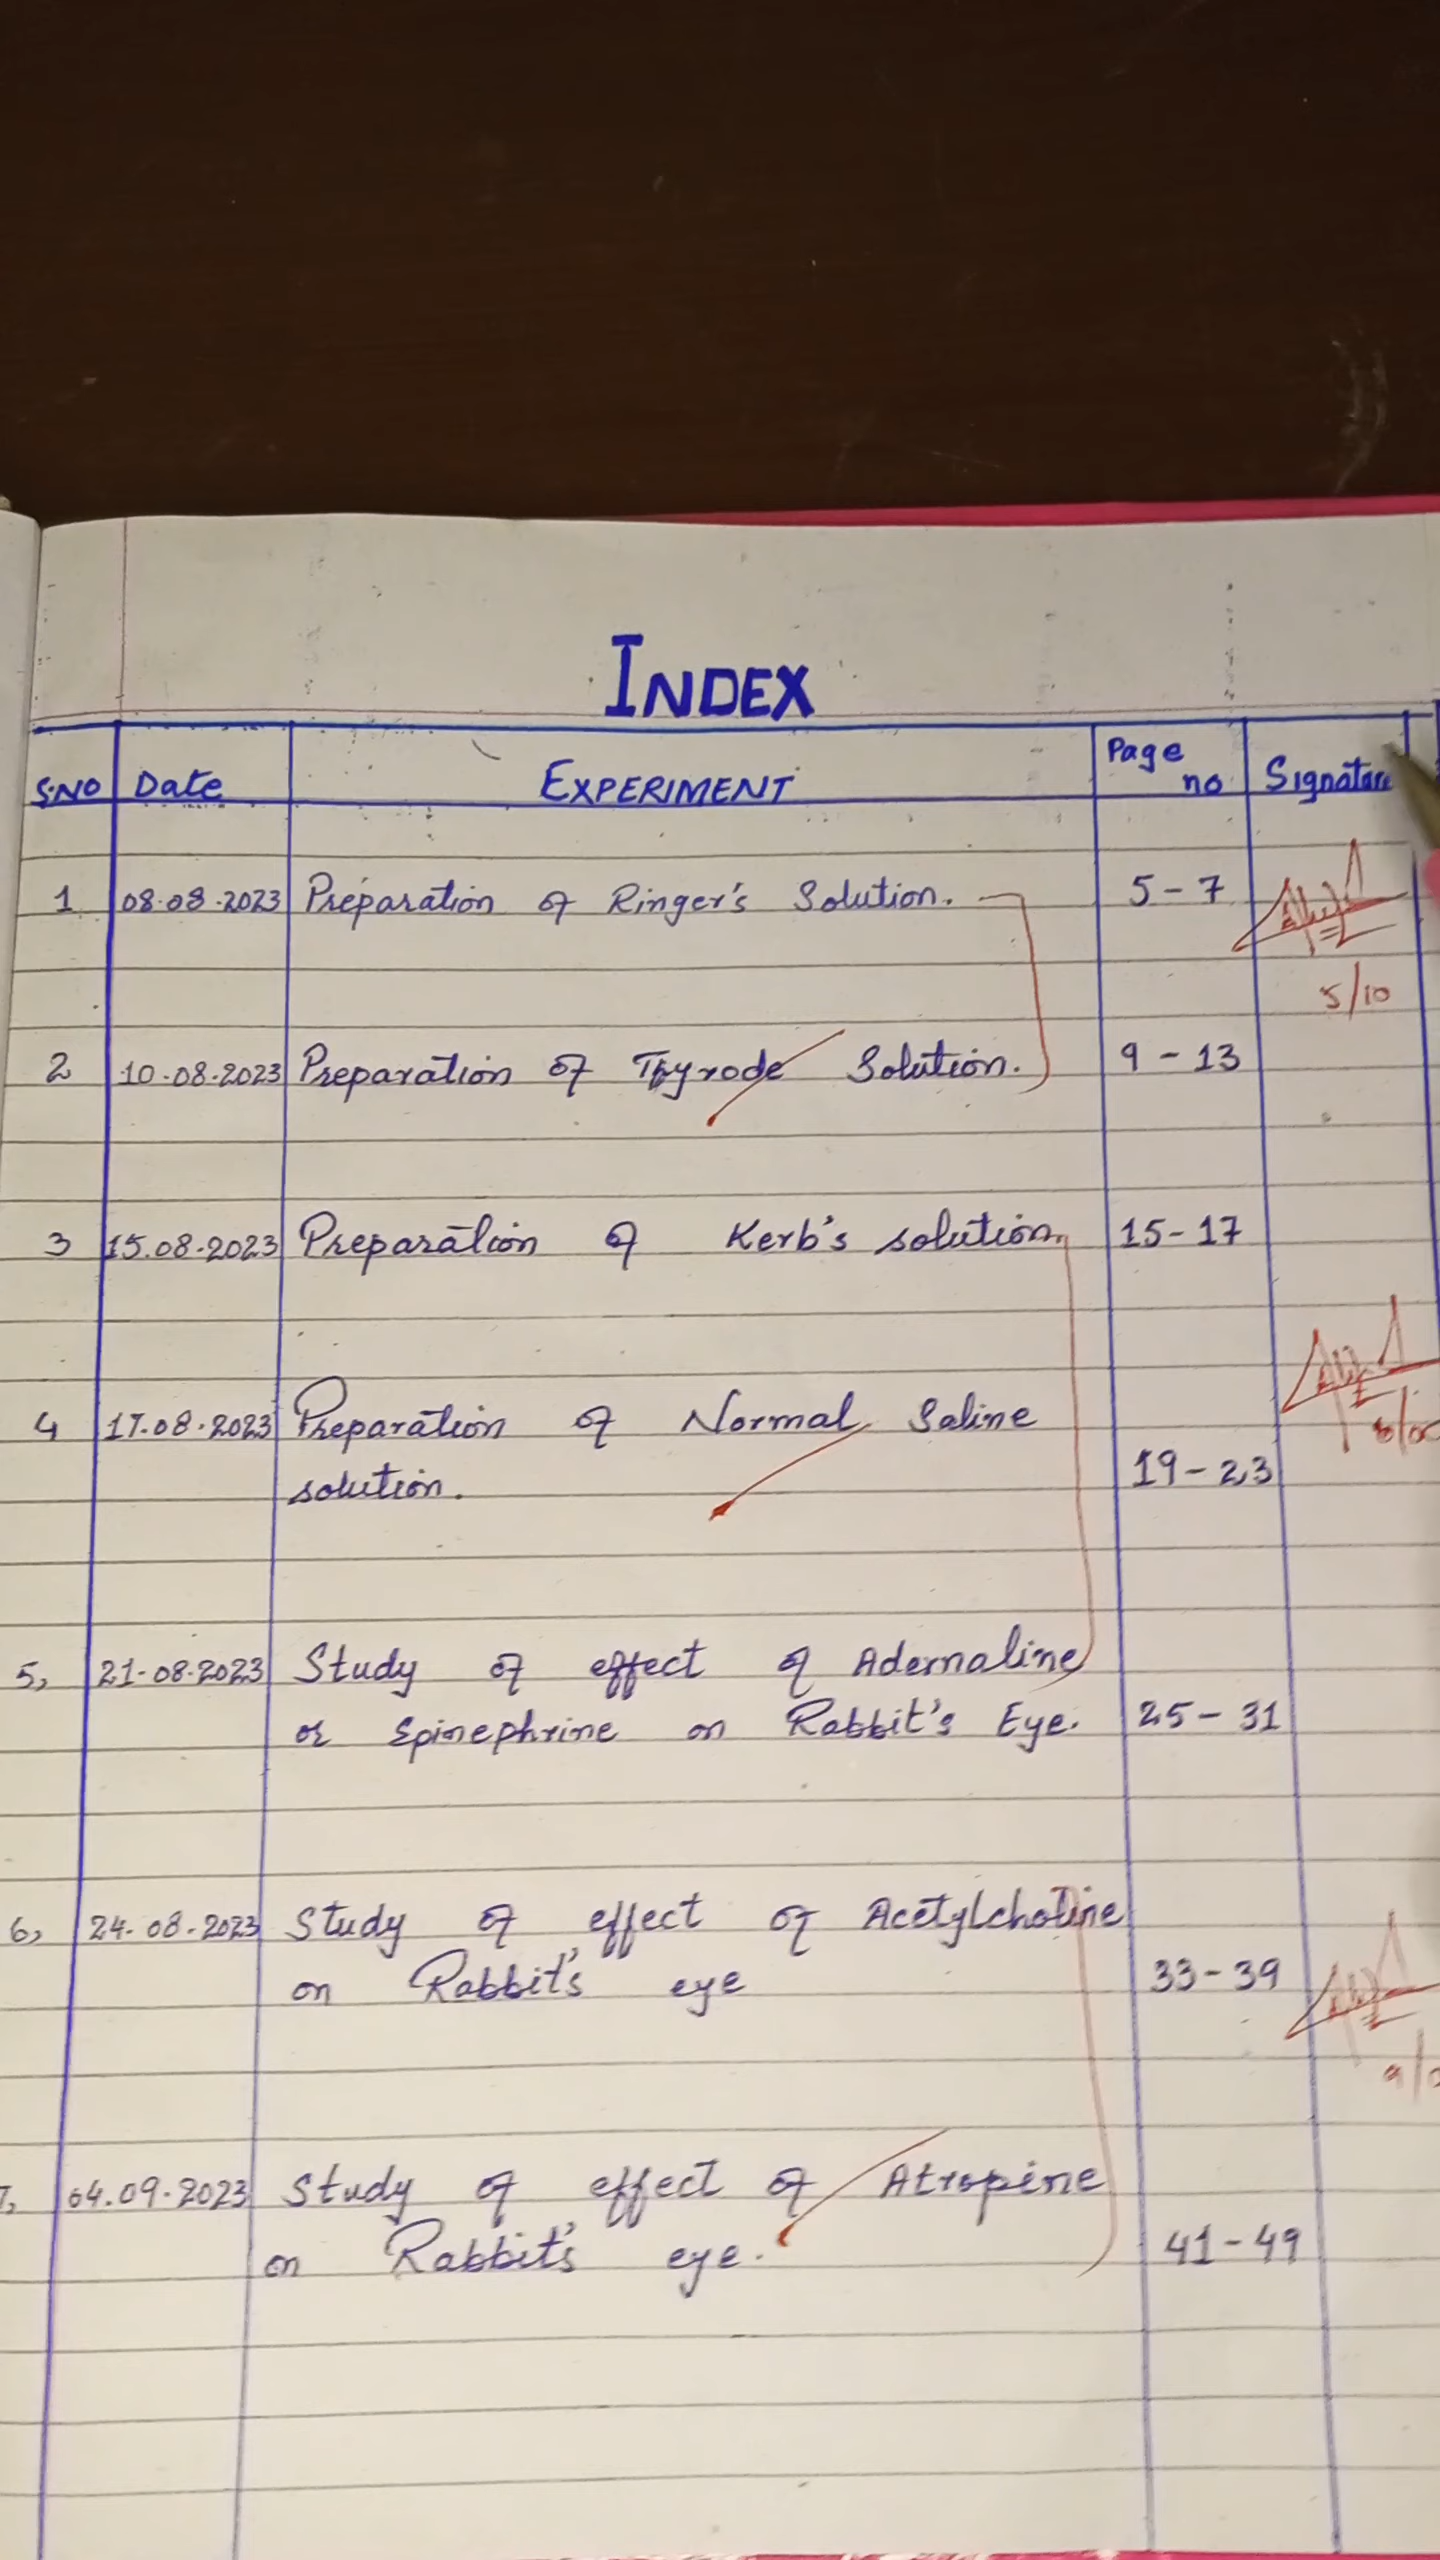 INDEX
S.NO Date EXPERIMENT Page no Signature
1 08.08.2023 Preparation of Ringer's Solution. 5-7
5/10
2 10.08.2023 Preparation of Tyrode Solution. 9-13
3 15.08.2023 Preparation of Kerb's solution. 15-17
4 17.08.2023 Preparation of Normal Saline
solution. 19-23
5, 21-08.2023 Study of effect of Adernaline
or Epinephrine on Rabbit's Eye. 25-31
6, 24.08.2023 Study of effect of Acetylcholine
on Rabbit's eye 33-39
7, 04.09.2023 Study of effect of Atropine
on Rabbit's eye. 41-49